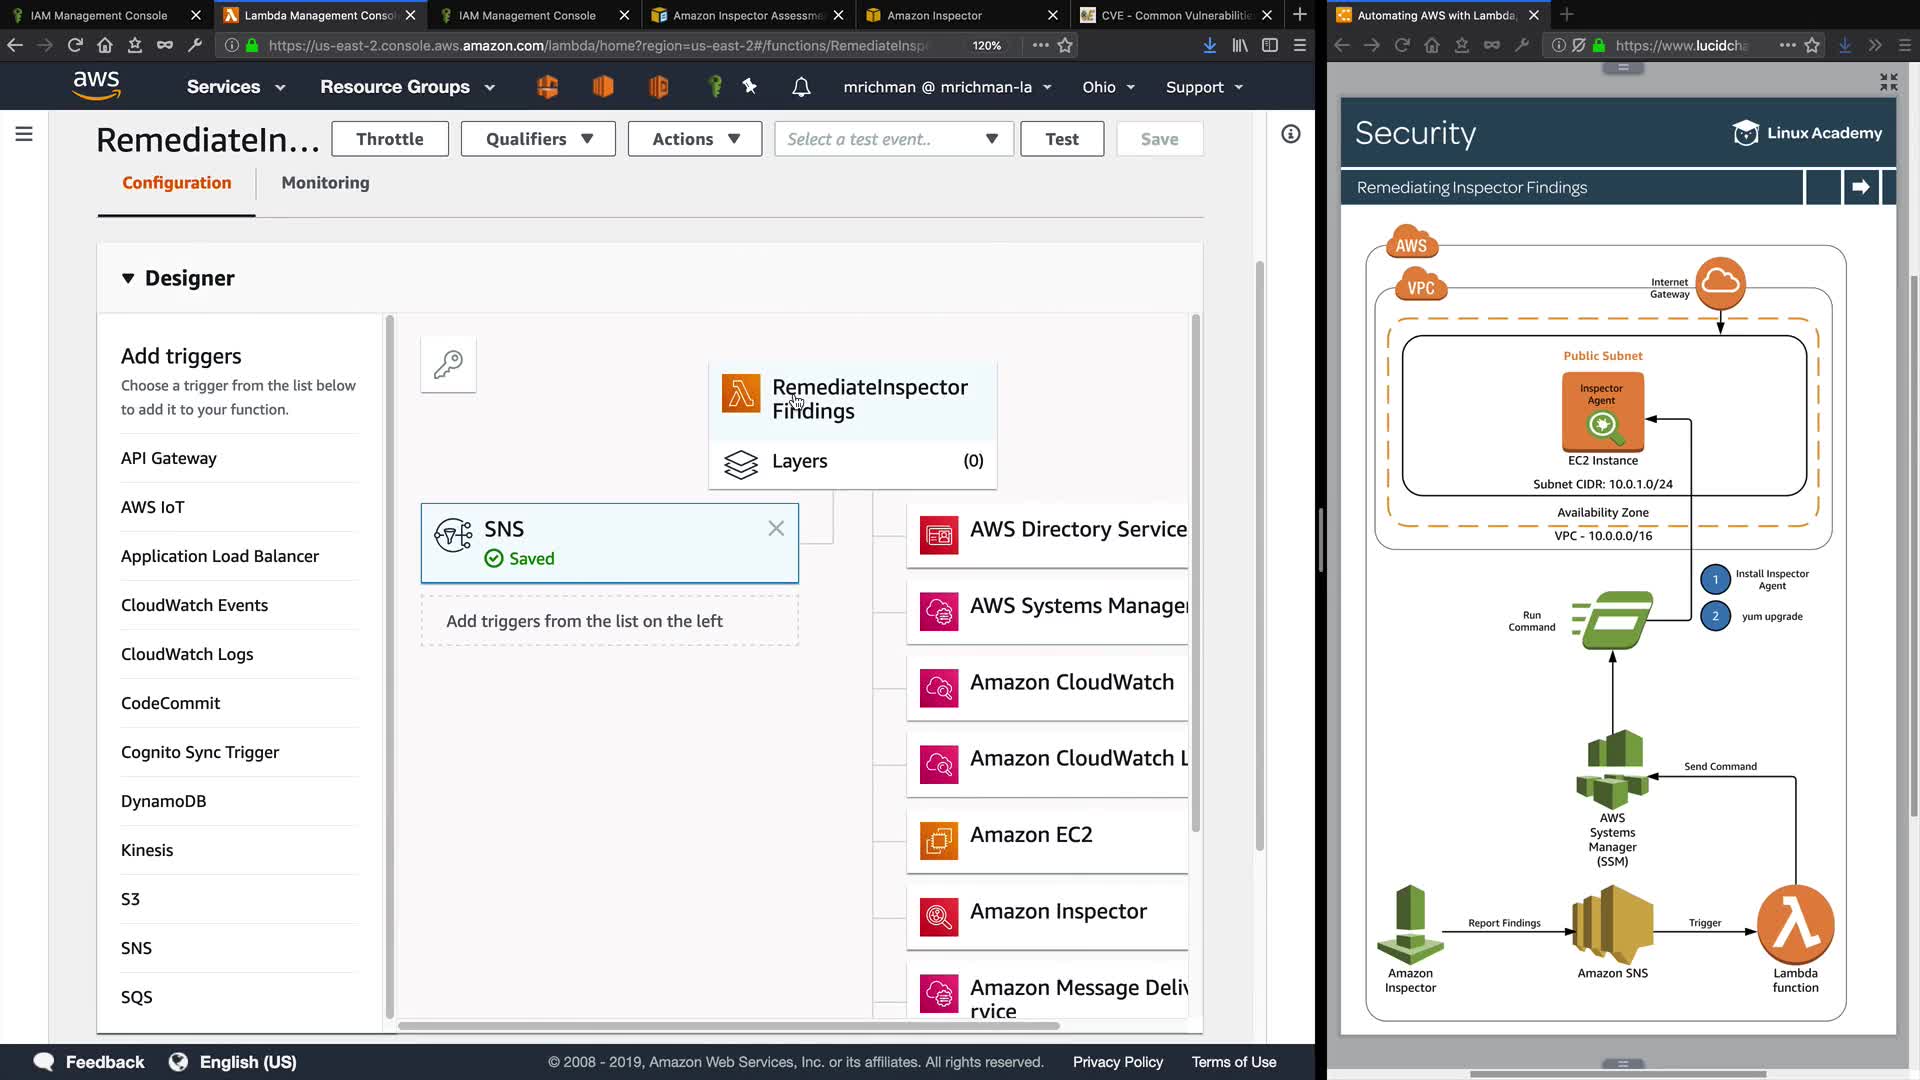 IAM Management Console
Lambda Management Conso
IAM Management Console
Amazon Inspector Assessme
Amazon Inspector
CVE - Common Vulnerabilitie
Automating AWS with Lambda,
https://us-east-2.console.aws.amazon.com/lambda/home?region=us-east-2#/functions/RemediateInsp
120%
https://www.lucidcha
aws
Services
Resource Groups
mrichman @ mrichman-la
Ohio
Support
RemediateIn...
Throttle
Qualifiers
Actions
Select a test event..
Test
Save
Configuration
Monitoring
Designer
Add triggers
Choose a trigger from the list below
to add it to your function.
API Gateway
AWS IoT
Application Load Balancer
CloudWatch Events
CloudWatch Logs
CodeCommit
Cognito Sync Trigger
DynamoDB
Kinesis
S3
SNS
SQS
RemediateInspector
Findings
Layers
(0)
SNS
Saved
Add triggers from the list on the left
AWS Directory Service
AWS Systems Manager
Amazon CloudWatch
Amazon CloudWatch L
Amazon EC2
Amazon Inspector
Amazon Message Deliv
rvice
Feedback
English (US)
© 2008 - 2019, Amazon Web Services, Inc. or its affiliates. All rights reserved.
Privacy Policy
Terms of Use
Security
Linux Academy
Remediating Inspector Findings
AWS
VPC
Internet
Gateway
Public Subnet
Inspector
Agent
EC2 Instance
Subnet CIDR: 10.0.1.0/24
Availability Zone
VPC - 10.0.0.0/16
1
Install Inspector
Agent
2
yum upgrade
Run
Command
Send Command
AWS
Systems
Manager
(SSM)
Report Findings
Trigger
Amazon
Inspector
Amazon SNS
Lambda
function